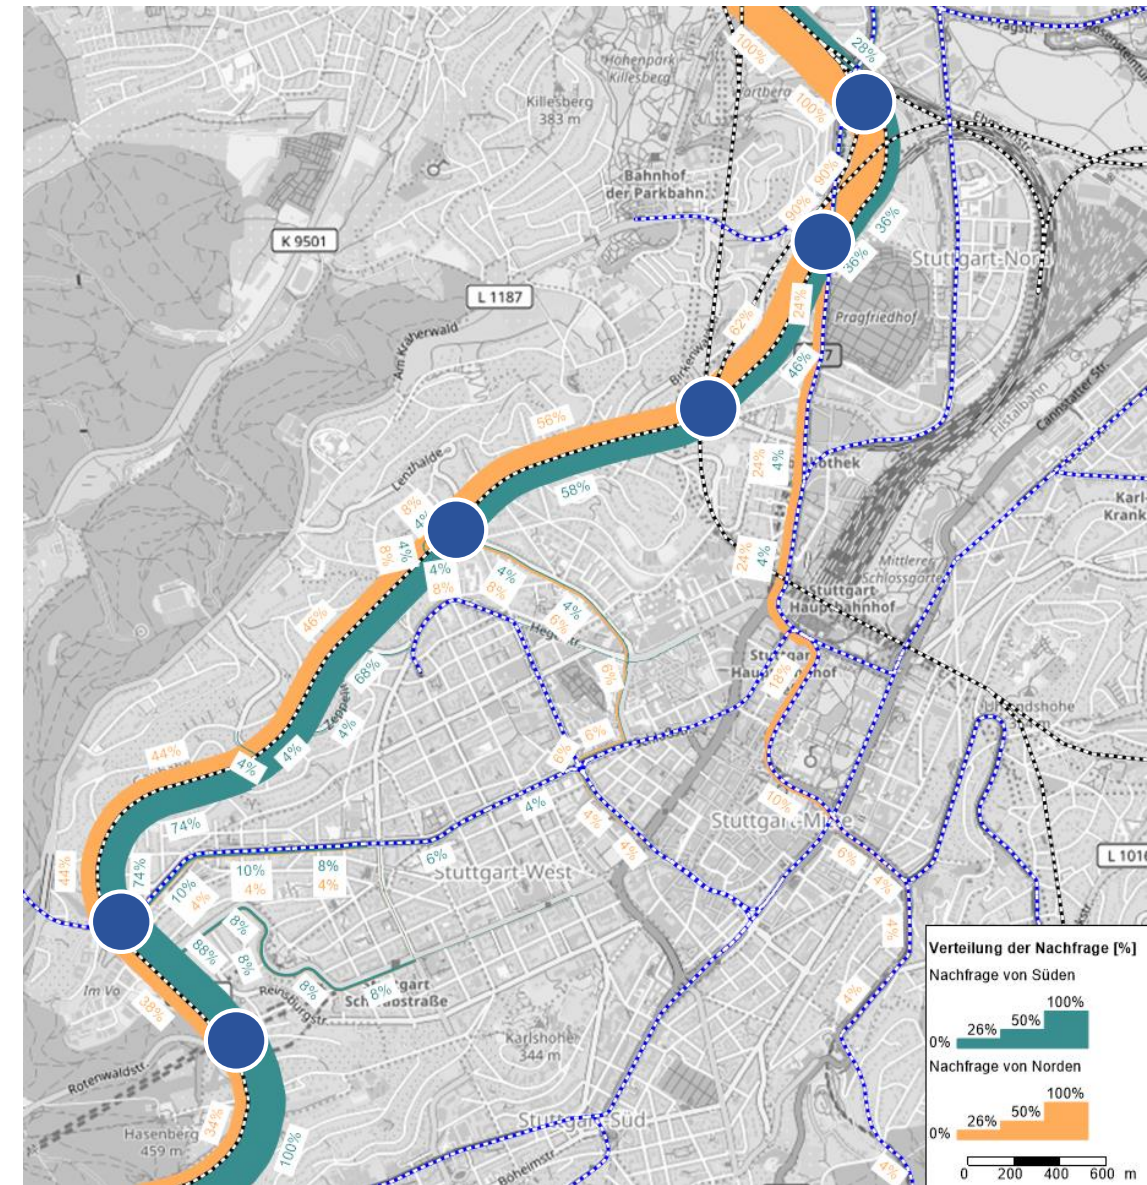 Pragstr.
28%
100%
Höhenpark
Killesberg
Killesberg
383 m
Wartberg
100%
Bahnhof
der Parkbahn
90%
90%
36%
36%
K 9501
Stuttgart-Nord
L 1187
24%
62%
Pragfriedhof
Am Kräherwald
46%
Cannstatter Str.
56%
Lenzhalde
58%
24%
4%
8%
4%
8%
4%
4%
8%
4%
8%
4%
6%
24%
4%
Mittlerer
Schlossgarten
Stuttgart
Hauptbahnhof
46%
68%
6%
18%
4%
4%
4%
44%
6%
6%
74%
4%
4%
4%
10%
Stuttgart-Mitte
L 1016
44%
74%
10%
4%
10%
4%
8%
4%
6%
Stuttgart-West
6%
4%
4%
8%
88%
8%
8%
8%
Reinsburgstr.
38%
4%
Rotenwaldstr.
Karlshöhe
344 m
34%
100%
Hasenberg
459 m
Stuttgart-Süd
4%
Verteilung der Nachfrage [%]
Nachfrage von Süden
0% 26% 50% 100%
Nachfrage von Norden
0% 26% 50% 100%
0 200 400 600 m